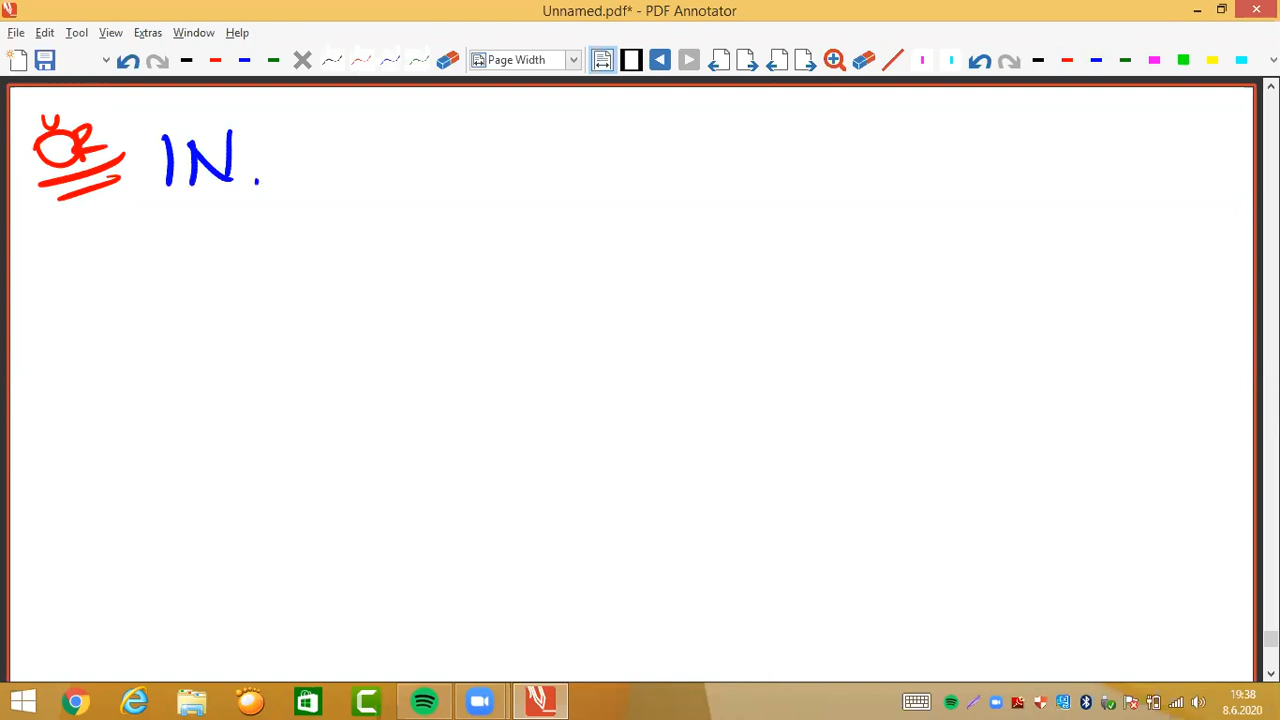 Unnamed.pdf* - PDF Annotator
File Edit Tool View Extras Window Help
Page Width
ÖR IN.
19:38
8.6.2020